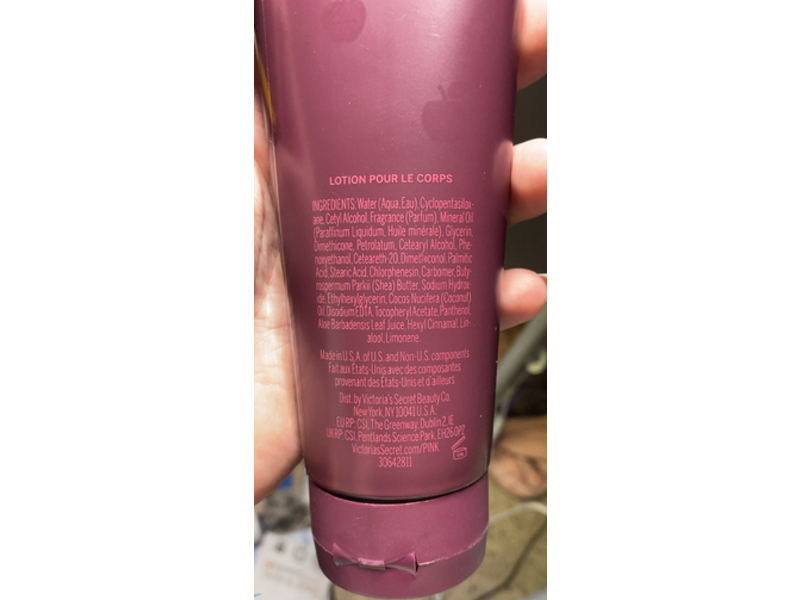 LOTION POUR LE CORPS
INGREDIENTS: Water (Aqua, Eau), Cyclopentasilox-
ane, Cetyl Alcohol, Fragrance (Parfum), Mineral Oil
(Paraffinum Liquidum, Huile minérale), Glycerin,
Dimethicone, Petrolatum, Cetearyl Alcohol, Phe-
noxyethanol, Ceteareth-20, Dimethiconol, Palmitic
Acid, Stearic Acid, Chlorphenesin, Carbomer, Buty-
rospermum Parkii (Shea) Butter, Sodium Hydrox-
ide, Ethylhexylglycerin, Cocos Nucifera (Coconut)
Oil, Disodium EDTA, Tocopheryl Acetate, Panthenol,
Aloe Barbadensis Leaf Juice, Hexyl Cinnamal, Lin-
alool, Limonene.
Made in U.S.A. of U.S. and Non-U.S. components
Fait aux États-Unis avec des composantes
provenant des États-Unis et d'ailleurs
Dist. by Victoria's Secret Beauty Co.
New York, NY 10041 U.S.A.
EU RP: CSI, The Greenway, Dublin 2, IE
UK RP: CSI, Pentlands Science Park, EH26 0PZ
VictoriasSecret.com/PINK
30642811